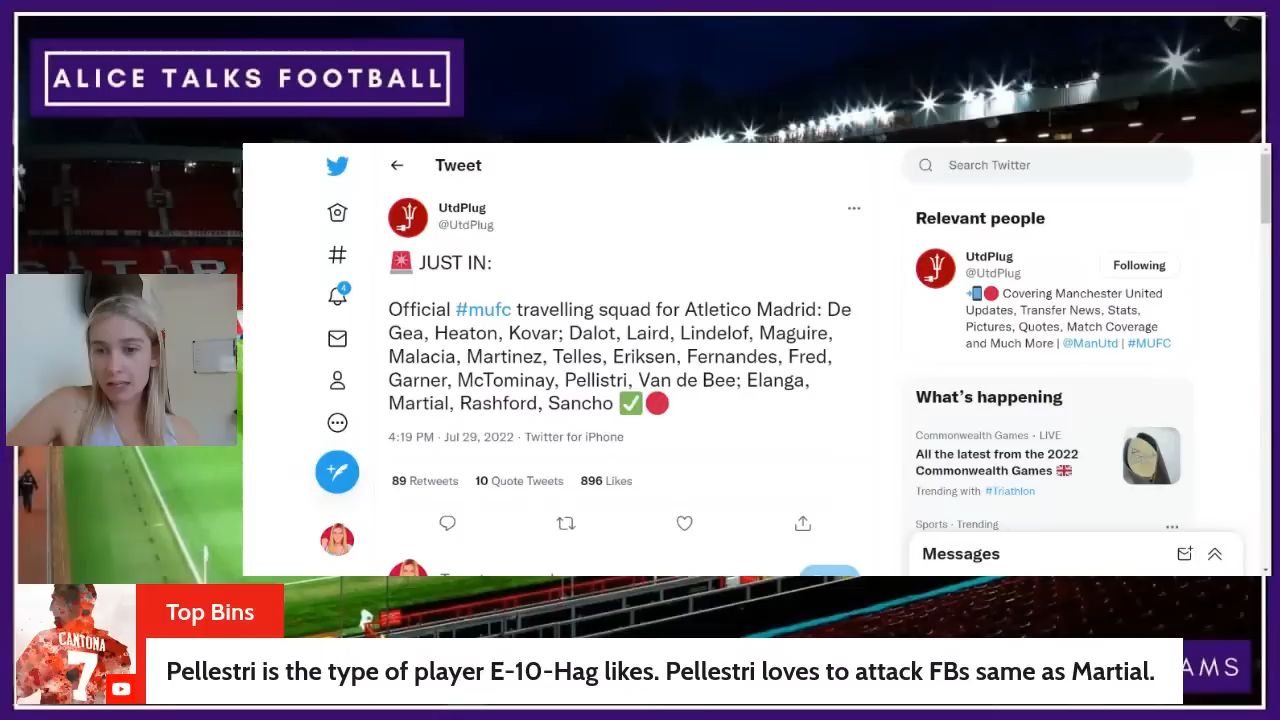 ALICE TALKS FOOTBALL
Tweet
Search Twitter
UtdPlug
@UtdPlug
JUST IN:
Official #mufc travelling squad for Atletico Madrid: De
Gea, Heaton, Kovar; Dalot, Laird, Lindelof, Maguire,
Malacia, Martinez, Telles, Eriksen, Fernandes, Fred,
Garner, McTominay, Pellistri, Van de Bee; Elanga,
Martial, Rashford, Sancho
4:19 PM · Jul 29, 2022 · Twitter for iPhone
89 Retweets 10 Quote Tweets 896 Likes
4
Relevant people
UtdPlug
@UtdPlug
Following
Covering Manchester United
Updates, Transfer News, Stats,
Pictures, Quotes, Match Coverage
and Much More | @ManUtd | #MUFC
What's happening
Commonwealth Games · LIVE
All the latest from the 2022
Commonwealth Games
Trending with #Triathlon
Sports · Trending
Messages
CANTONA
7
Top Bins
Pellestri is the type of player E-10-Hag likes. Pellestri loves to attack FBs same as Martial.
AMS